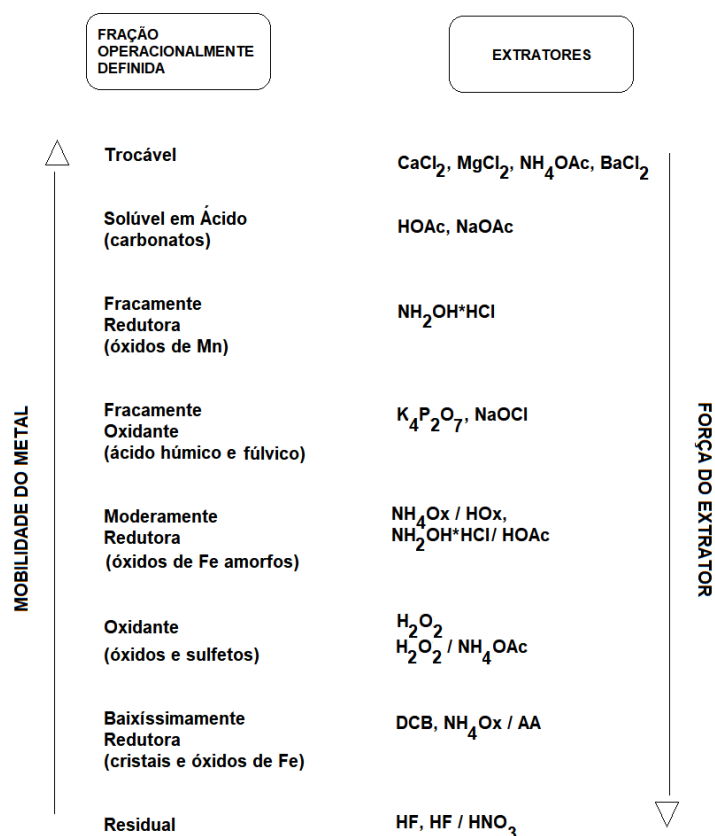 FRAÇÃO
OPERACIONALMENTE
DEFINIDA
EXTRATORES
Trocável
CaCl2, MgCl2, NH4OAc, BaCl2
Solúvel em Ácido
(carbonatos)
HOAc, NaOAc
Fracamente
Redutora
(óxidos de Mn)
NH2OH*HCl
Fracamente
Oxidante
(ácido húmico e fúlvico)
K4P2O7, NaOCl
Moderamente
Redutora
(óxidos de Fe amorfos)
NH4Ox / HOx,
NH2OH*HCl/ HOAc
Oxidante
(óxidos e sulfetos)
H2O2
H2O2 / NH4OAc
Baixíssimamente
Redutora
(cristais e óxidos de Fe)
DCB, NH4Ox / AA
Residual
HF, HF / HNO3
MOBILIDADE DO METAL
FORÇA DO EXTRATOR